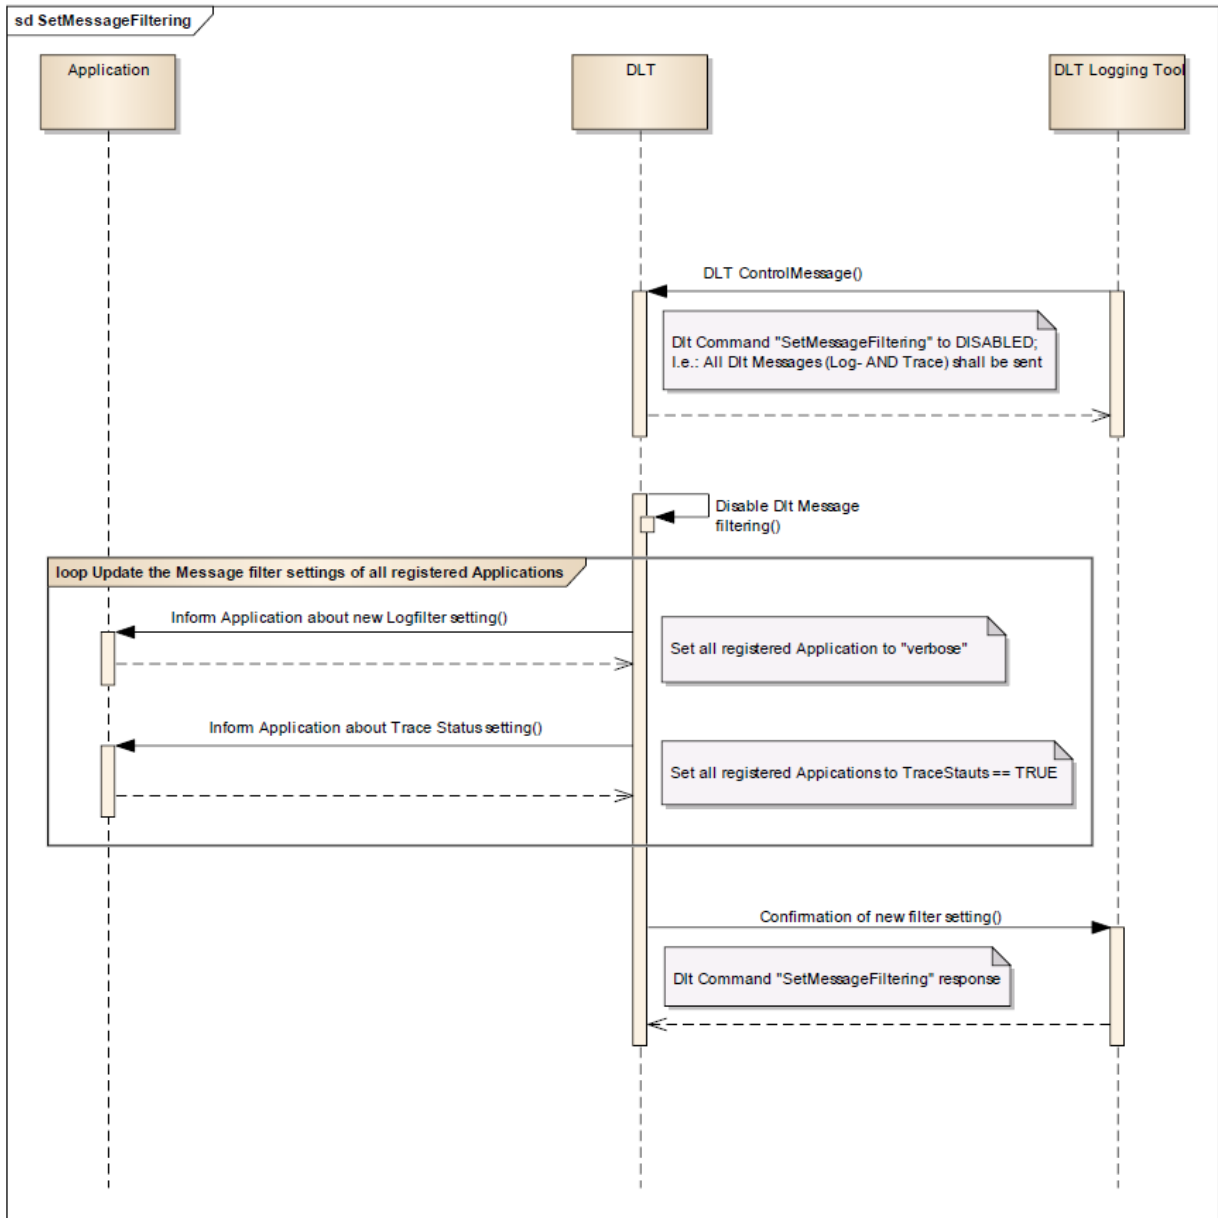 sd SetMessageFiltering
Application
DLT
DLT Logging Tool
DLT ControlMessage()
Dlt Command "SetMessageFiltering" to DISABLED;
I.e.: All Dlt Messages (Log- AND Trace) shall be sent
Disable Dlt Message
filtering()
loop Update the Message filter settings of all registered Applications
Inform Application about new Logfilter setting()
Set all registered Application to "verbose"
Inform Application about Trace Status setting()
Set all registered Appications to TraceStauts == TRUE
Confirmation of new filter setting()
Dlt Command "SetMessageFiltering" response